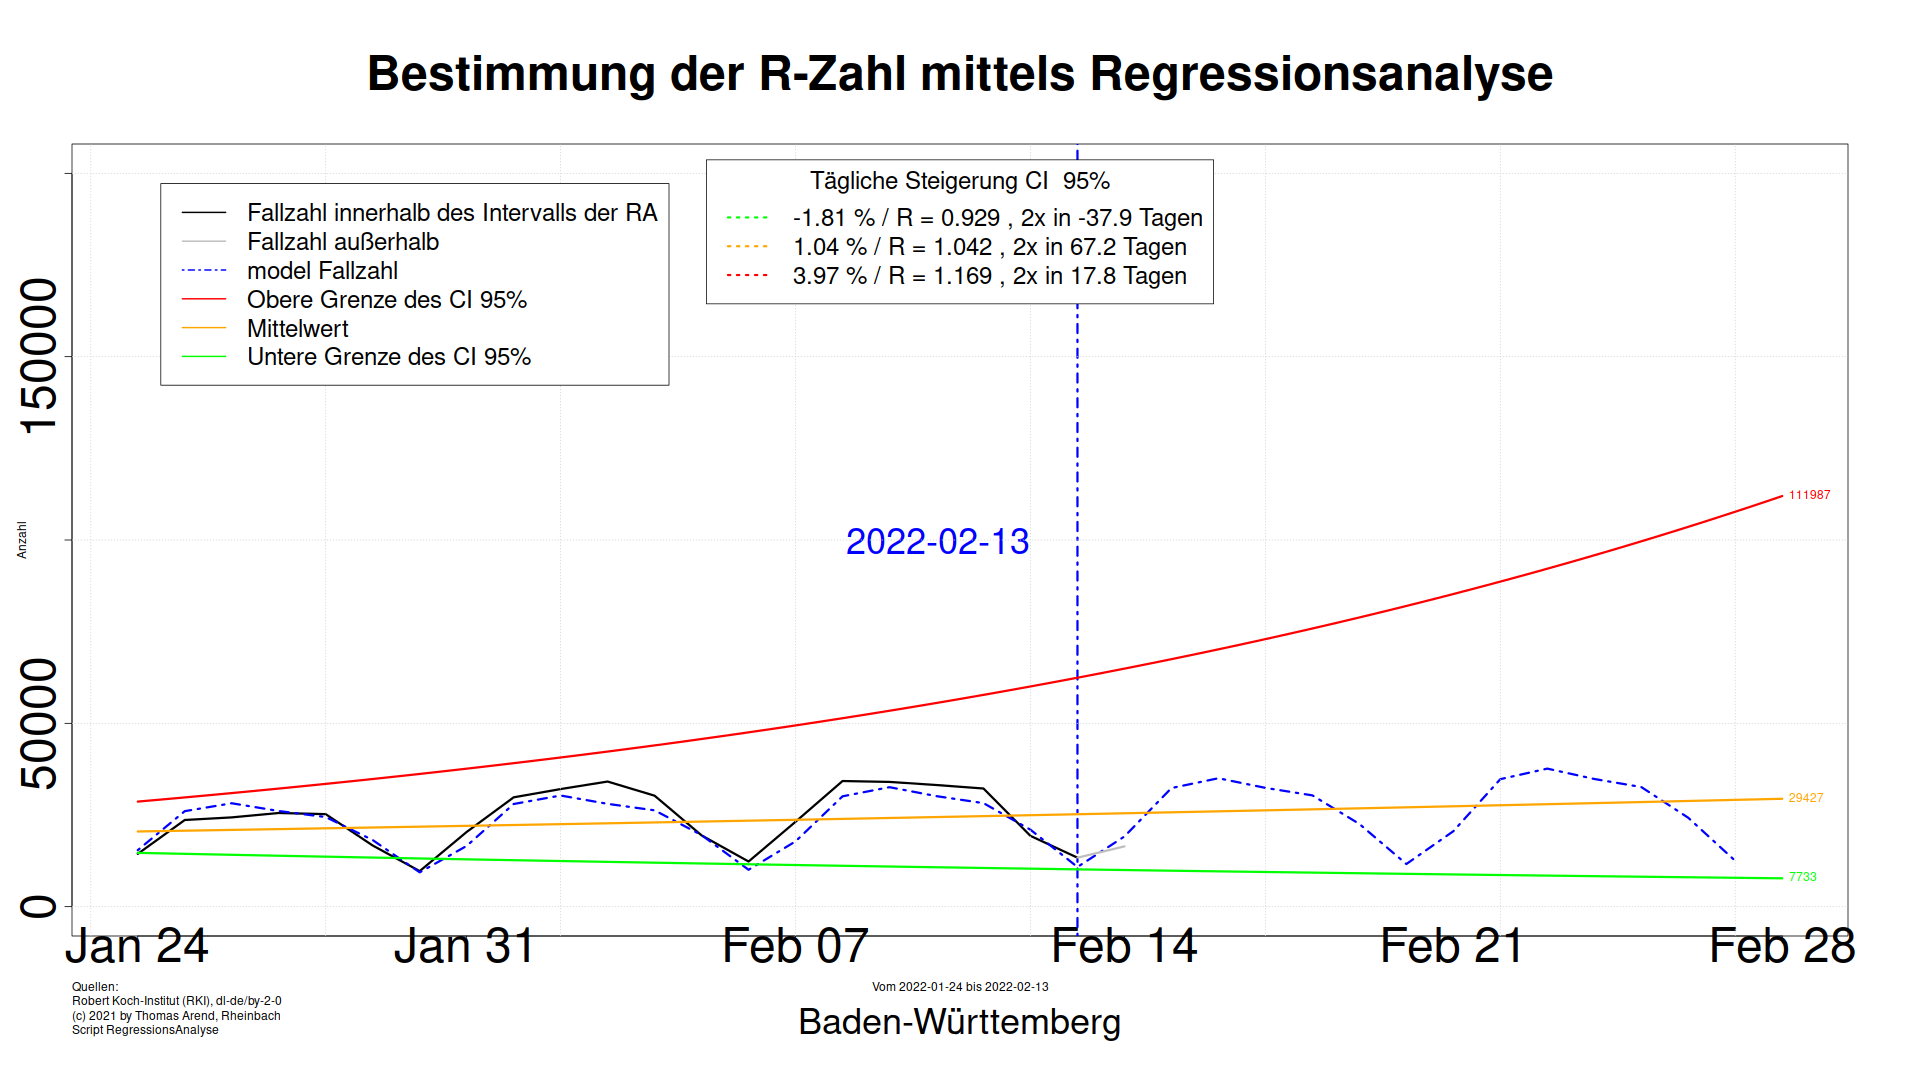 Bestimmung der R-Zahl mittels Regressionsanalyse
Fallzahl innerhalb des Intervalls der RA
Fallzahl außerhalb
model Fallzahl
Obere Grenze des CI 95%
Mittelwert
Untere Grenze des CI 95%
Tägliche Steigerung CI 95%
-1.81 % / R = 0.929 , 2x in -37.9 Tagen
1.04 % / R = 1.042 , 2x in 67.2 Tagen
3.97 % / R = 1.169 , 2x in 17.8 Tagen
150000
50000
0
Anzahl
2022-02-13
111987
29427
7733
Jan 24
Jan 31
Feb 07
Feb 14
Feb 21
Feb 28
Quellen:
Robert Koch-Institut (RKI), dl-de/by-2-0
(c) 2021 by Thomas Arend, Rheinbach
Script RegressionsAnalyse
Vom 2022-01-24 bis 2022-02-13
Baden-Württemberg